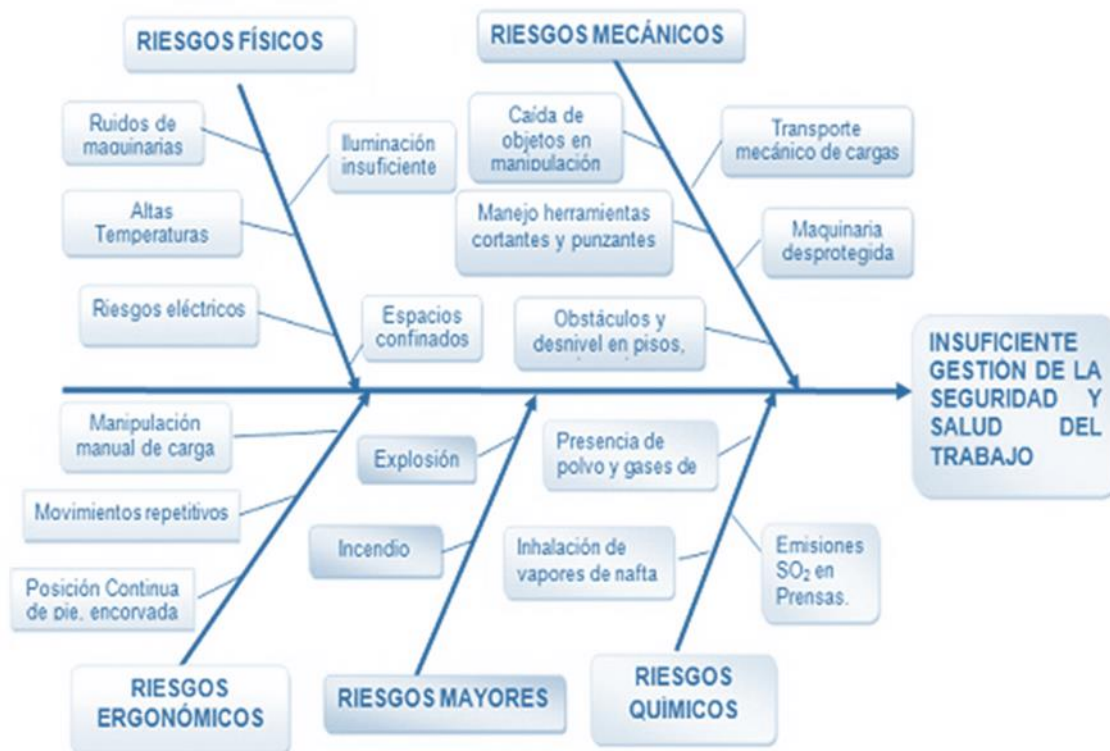 RIESGOS FÍSICOS
Ruidos de
maquinarias
Iluminación
insuficiente
Altas
Temperaturas
Riesgos eléctricos
Espacios
confinados
RIESGOS MECÁNICOS
Caída de
objetos en
manipulación
Transporte
mecánico de cargas
Manejo herramientas
cortantes y punzantes
Maquinaria
desprotegida
Obstáculos y
desnivel en pisos,
INSUFICIENTE
GESTIÓN DE LA
SEGURIDAD Y
SALUD DEL
TRABAJO
Manipulación
manual de carga
Movimientos repetitivos
Posición Continua
de pie, encorvada
RIESGOS
ERGONÓMICOS
Explosión
Incendio
RIESGOS MAYORES
Presencia de
polvo y gases de
Inhalación de
vapores de nafta
Emisiones
SO₂ en
Prensas.
RIESGOS
QUÌMICOS